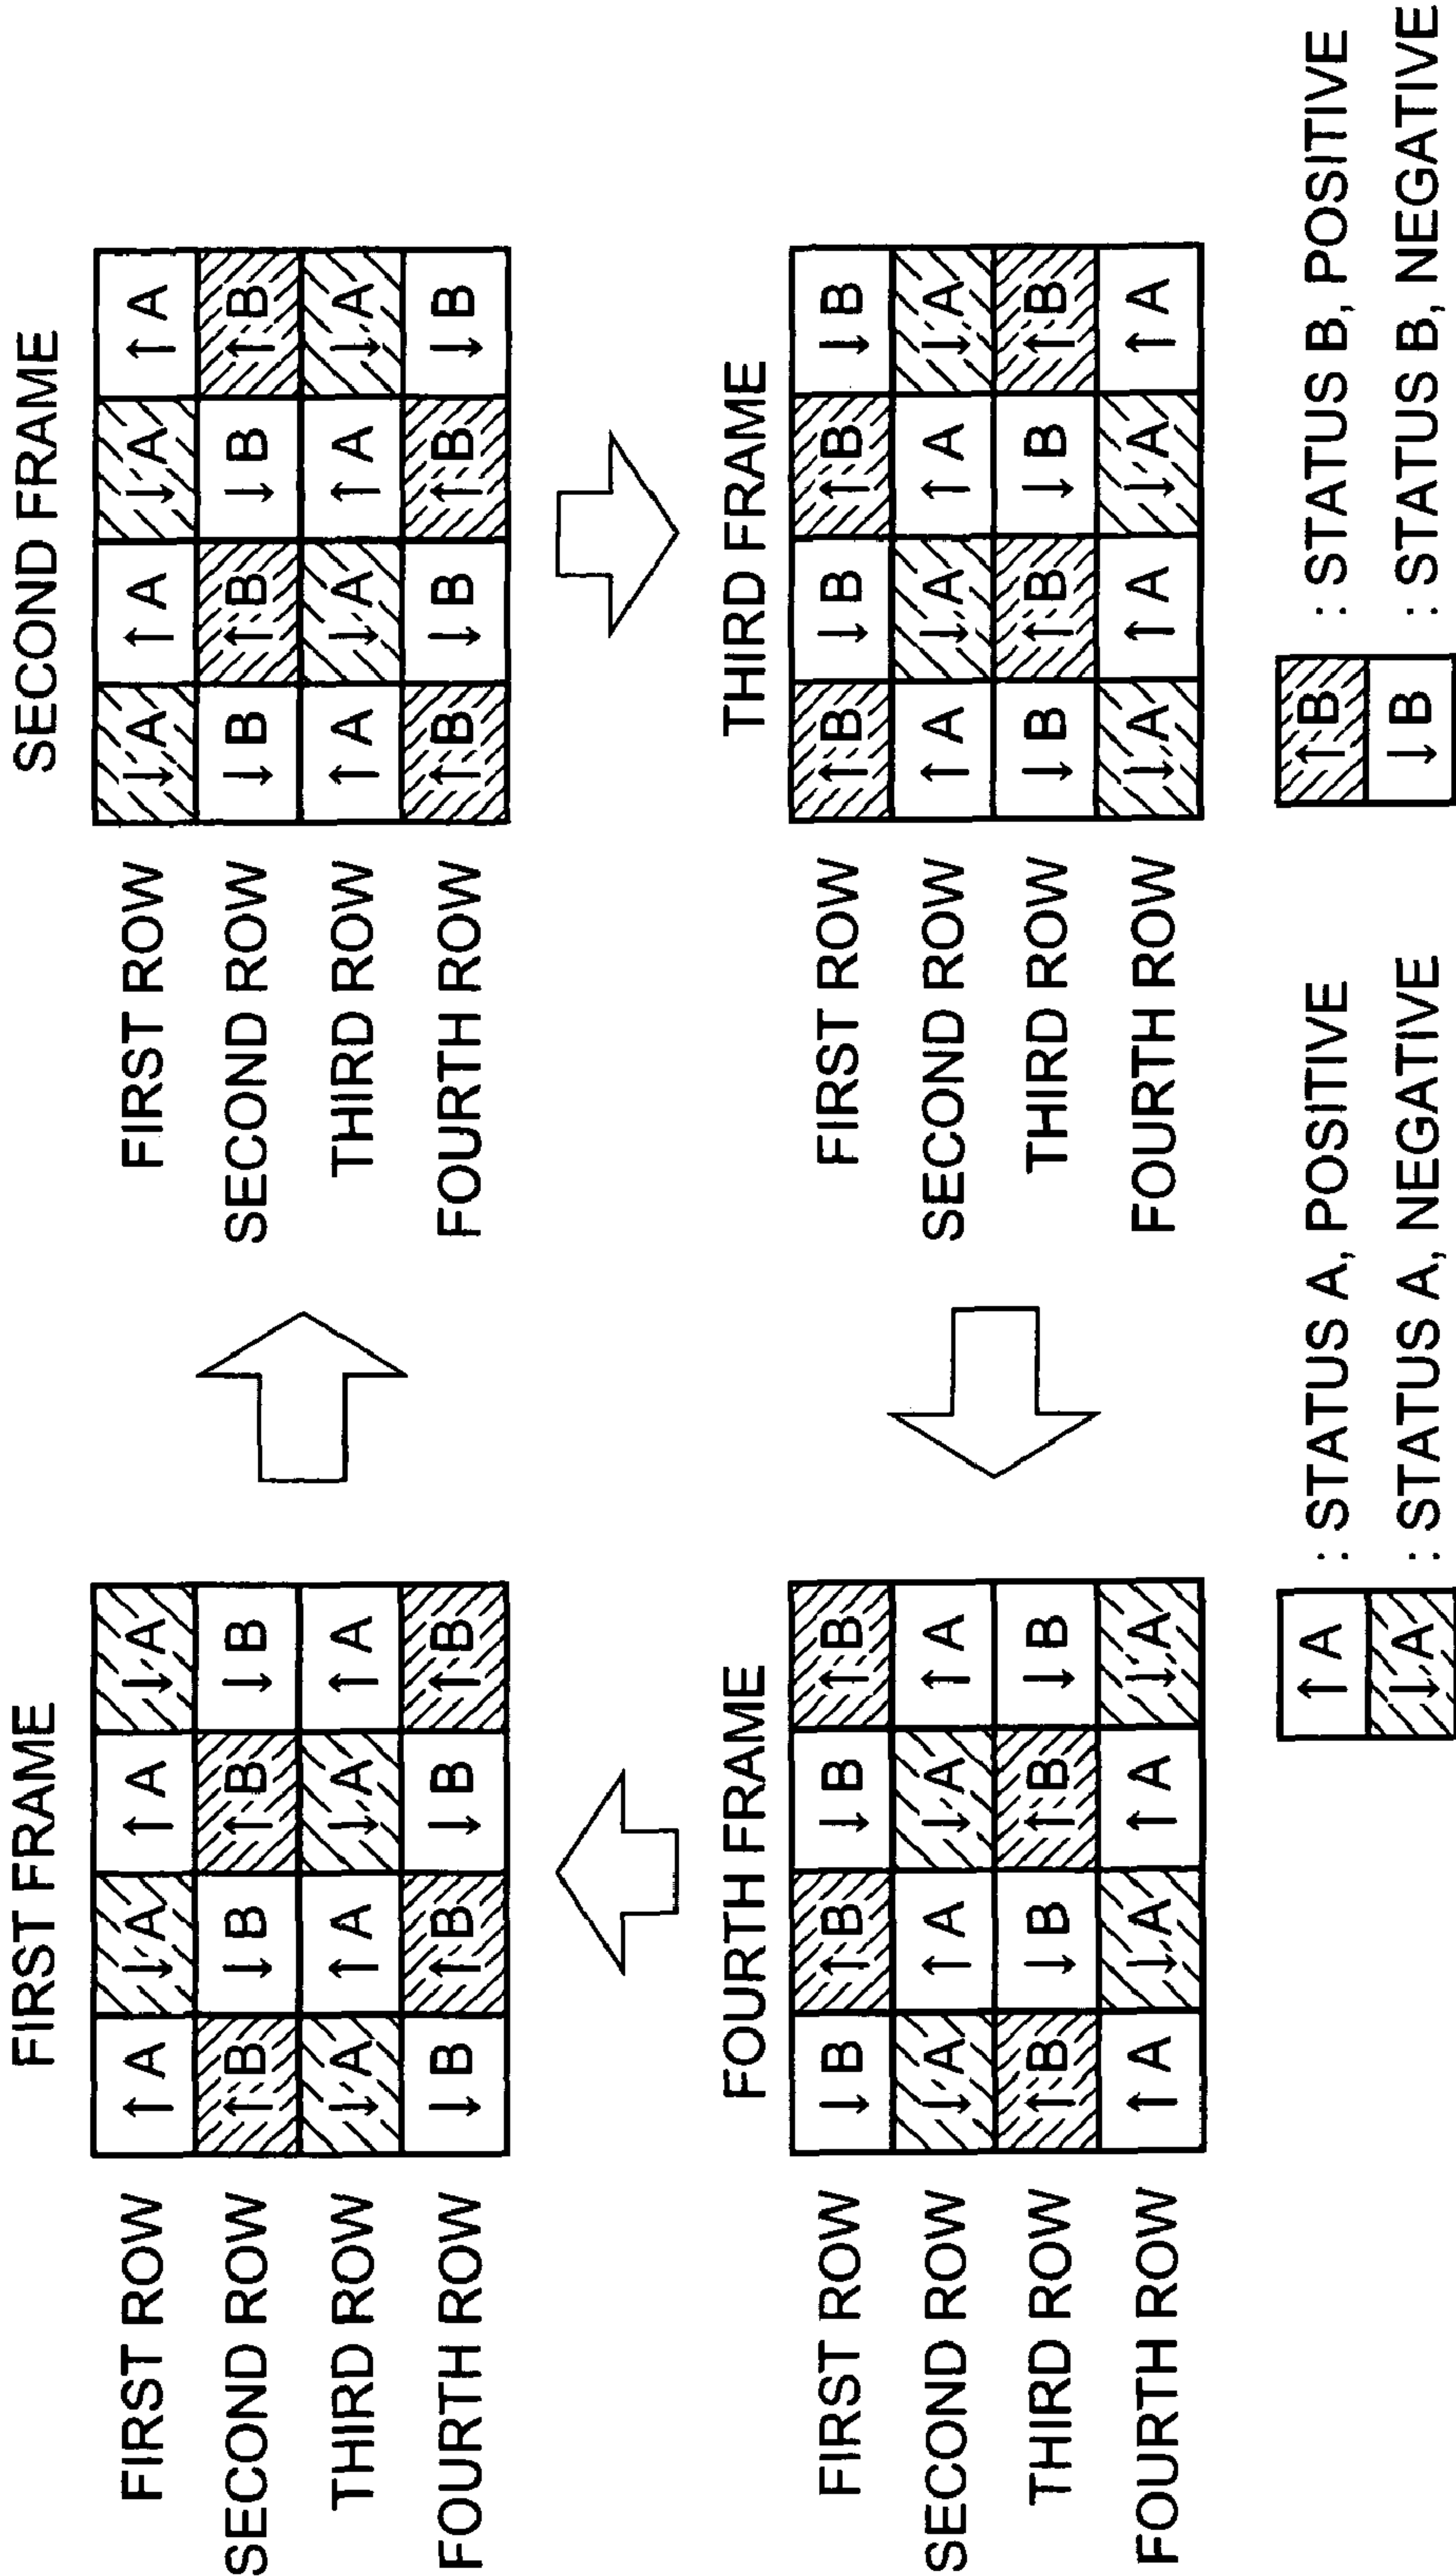 FIRST FRAME
FIRST ROW ↑A ↓A ↑A ↓A
SECOND ROW ↑B ↓B ↑B ↓B
THIRD ROW ↓A ↑A ↓A ↑A
FOURTH ROW ↓B ↑B ↓B ↑B
SECOND FRAME
FIRST ROW ↓A ↑A ↓A ↑A
SECOND ROW ↓B ↑B ↓B ↑B
THIRD ROW ↑A ↓A ↑A ↓A
FOURTH ROW ↑B ↓B ↑B ↓B
FOURTH FRAME
FIRST ROW ↓B ↑B ↓B ↑B
SECOND ROW ↓A ↑A ↓A ↑A
THIRD ROW ↑B ↓B ↑B ↓B
FOURTH ROW ↑A ↓A ↑A ↓A
THIRD FRAME
FIRST ROW ↑B ↓B ↑B ↓B
SECOND ROW ↑A ↓A ↑A ↓A
THIRD ROW ↓B ↑B ↓B ↑B
FOURTH ROW ↓A ↑A ↓A ↑A
↑A : STATUS A, POSITIVE
↓A : STATUS A, NEGATIVE
↑B : STATUS B, POSITIVE
↓B : STATUS B, NEGATIVE